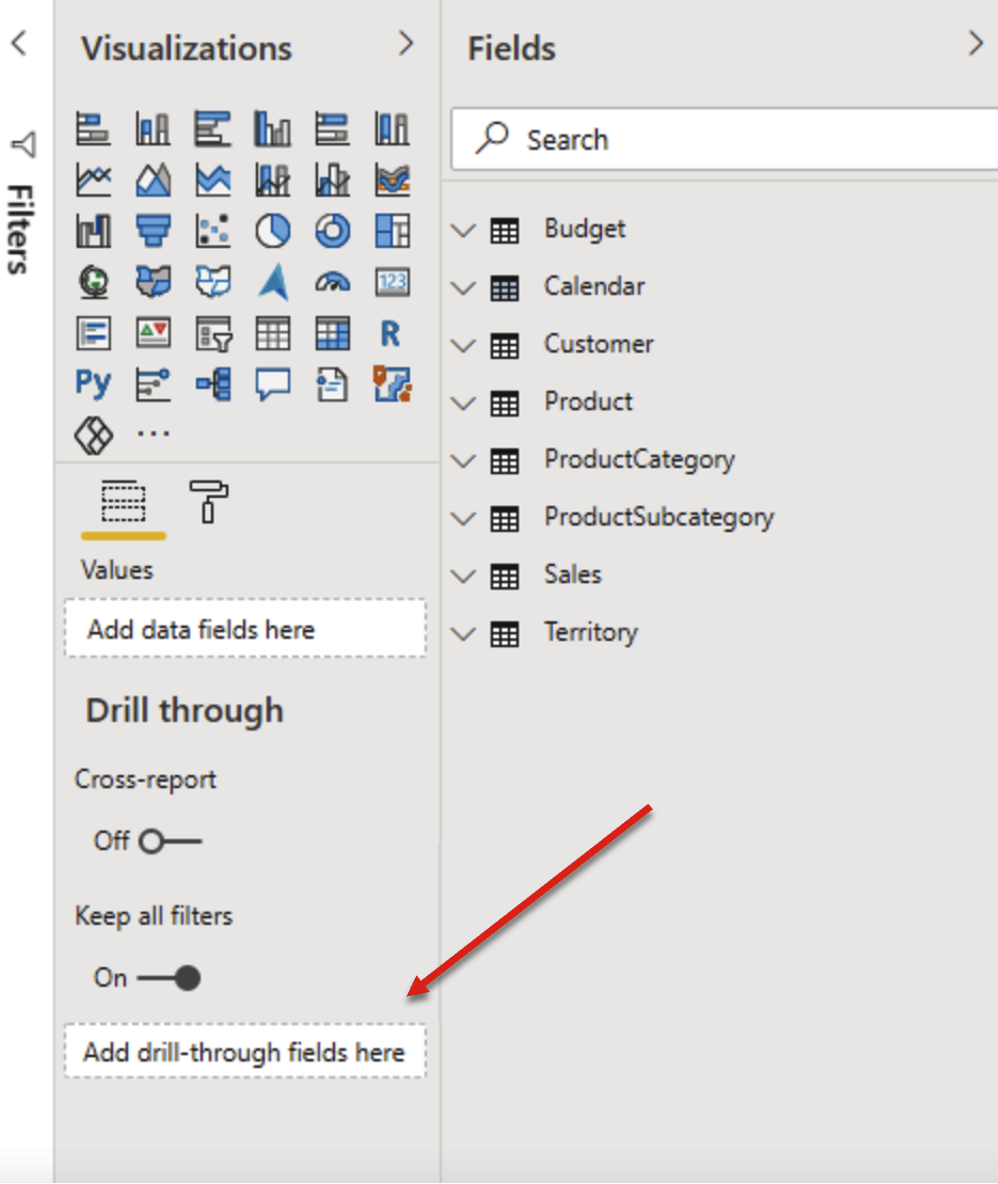 Filters
Visualizations
123
R
Py
Values
Add data fields here
Drill through
Cross-report
Off
Keep all filters
On
Add drill-through fields here
Fields
Search
Budget
Calendar
Customer
Product
ProductCategory
ProductSubcategory
Sales
Territory